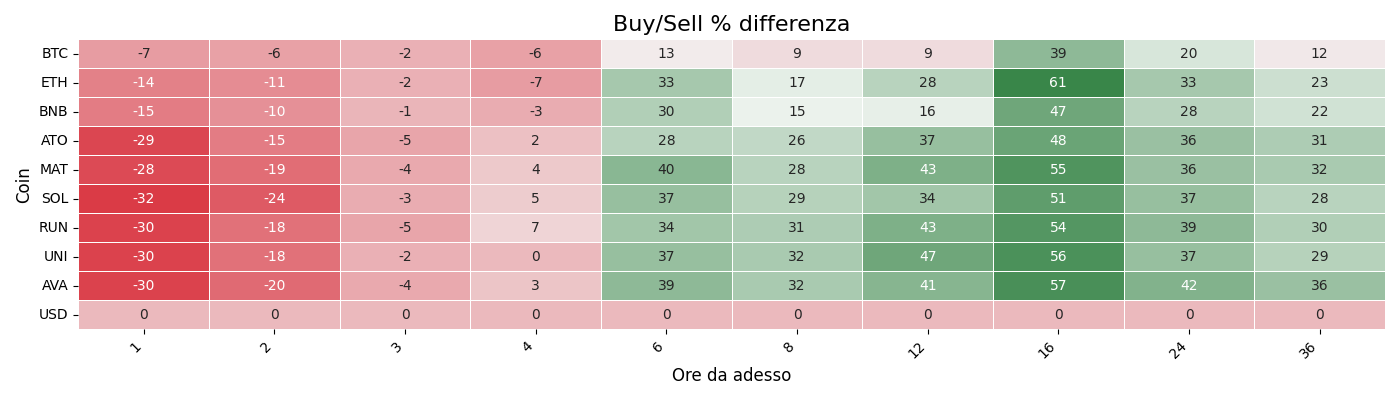 Buy/Sell % differenza
Coin
BTC -7 -6 -2 -6 13 9 9 39 20 12
ETH -14 -11 -2 -7 33 17 28 61 33 23
BNB -15 -10 -1 -3 30 15 16 47 28 22
ATO -29 -15 -5 2 28 26 37 48 36 31
MAT -28 -19 -4 4 40 28 43 55 36 32
SOL -32 -24 -3 5 37 29 34 51 37 28
RUN -30 -18 -5 7 34 31 43 54 39 30
UNI -30 -18 -2 0 37 32 47 56 37 29
AVA -30 -20 -4 3 39 32 41 57 42 36
USD 0 0 0 0 0 0 0 0 0 0
1 2 3 4 6 8 12 16 24 36
Ore da adesso